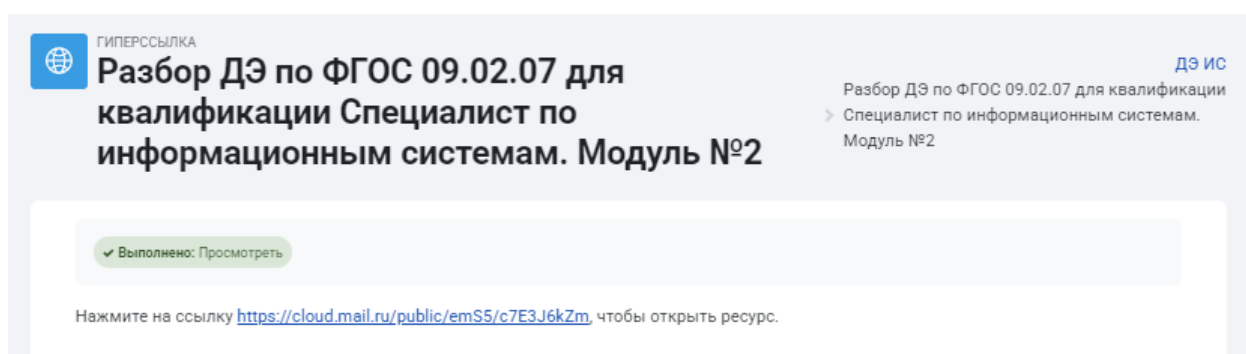 ГИПЕРССЫЛКА
Разбор ДЭ по ФГОС 09.02.07 для
квалификации Специалист по
информационным системам. Модуль №2
ДЭ ИС
Разбор ДЭ по ФГОС 09.02.07 для квалификации
Специалист по информационным системам.
Модуль №2
Выполнено: Просмотреть
Нажмите на ссылку https://cloud.mail.ru/public/emS5/c7E3J6kZm, чтобы открыть ресурс.